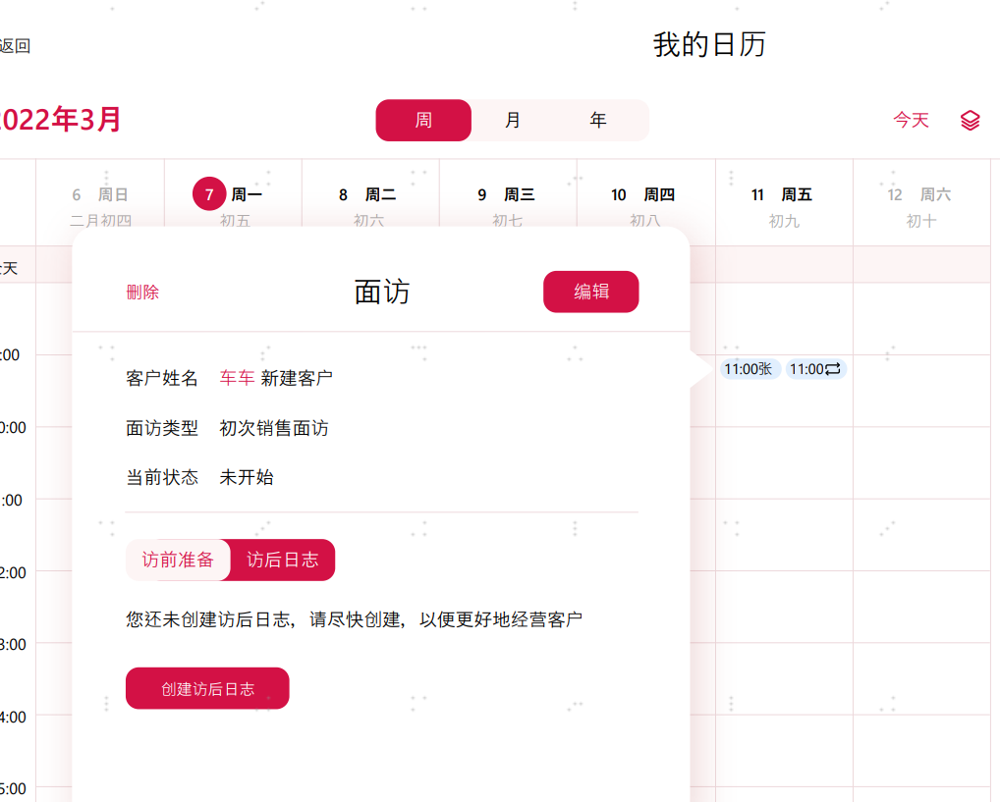 返回
我的日历
2022年3月
周 月 年
今天
6 周日 7 周一 8 周二 9 周三 10 周四 11 周五 12 周六
二月初四 初五 初六 初七 初八 初九 初十
天
删除 面访 编辑
:00
客户姓名 车车 新建客户
11:00张 11:00
0:00
面访类型 初次销售面访
当前状态 未开始
:00
访前准备 访后日志
2:00
您还未创建访后日志，请尽快创建，以便更好地经营客户
3:00
创建访后日志
4:00
5:00